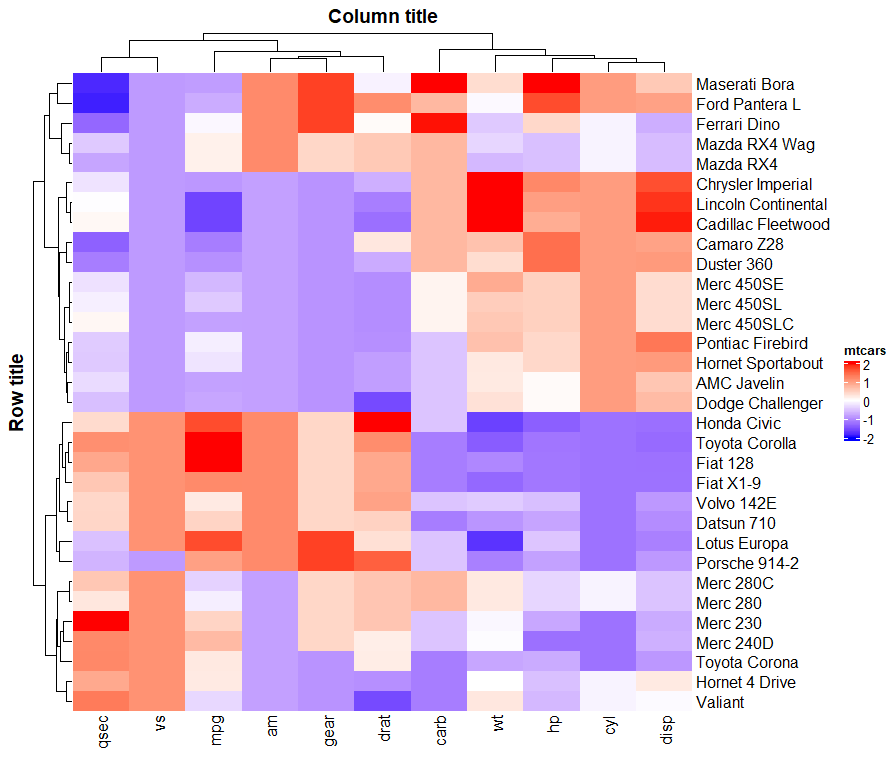 Column title
Row title
Maserati Bora
Ford Pantera L
Ferrari Dino
Mazda RX4 Wag
Mazda RX4
Chrysler Imperial
Lincoln Continental
Cadillac Fleetwood
Camaro Z28
Duster 360
Merc 450SE
Merc 450SL
Merc 450SLC
Pontiac Firebird
Hornet Sportabout
AMC Javelin
Dodge Challenger
Honda Civic
Toyota Corolla
Fiat 128
Fiat X1-9
Volvo 142E
Datsun 710
Lotus Europa
Porsche 914-2
Merc 280C
Merc 280
Merc 230
Merc 240D
Toyota Corona
Hornet 4 Drive
Valiant
mtcars
2
1
0
-1
-2
qsec vs mpg am gear drat carb wt hp cyl disp